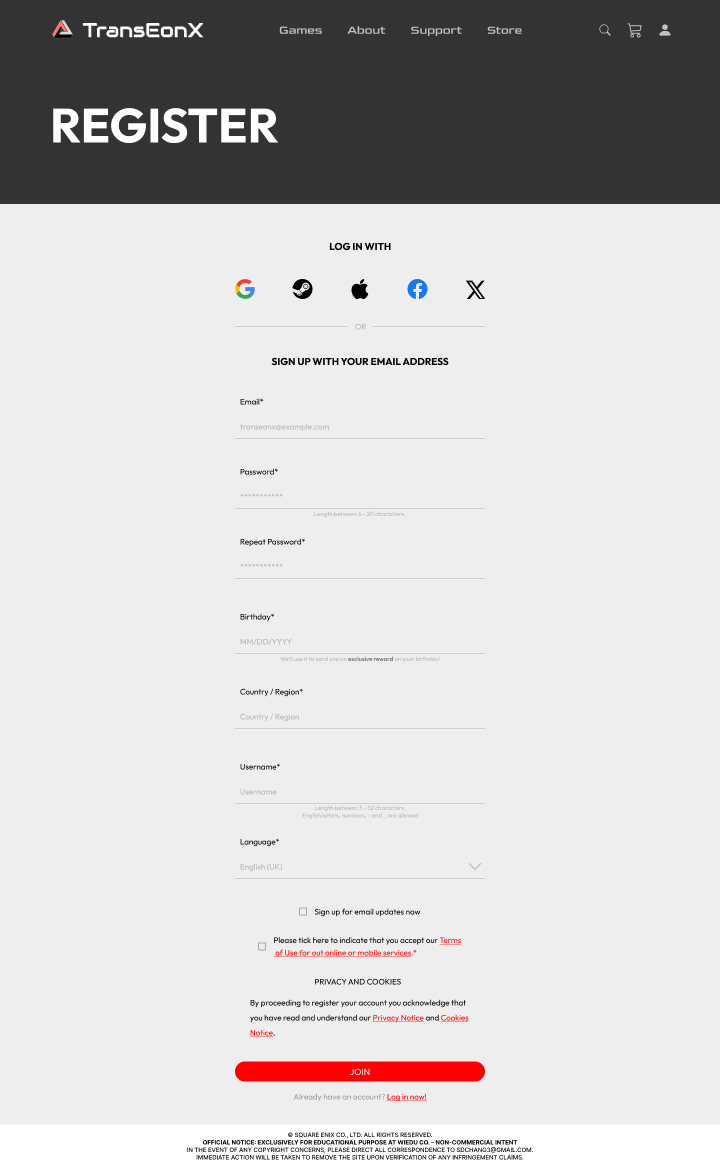 TransEonX
Games About Support Store
REGISTER
LOG IN WITH
OR
SIGN UP WITH YOUR EMAIL ADDRESS
Email*
transeons@example.com
Password*
***********
Length between 6 - 20 characters.
Repeat Password*
***********
Birthday*
MM/DD/YYYY
We'll use it to send you an exclusive reward on your birthday!
Country / Region*
Country / Region
Username*
Username
Length between 3 - 32 characters.
English letters, numbers, - and _ are allowed.
Language*
English (UK)
Sign up for email updates now
Please tick here to indicate that you accept our Terms
of Use for out online or mobile services.*
PRIVACY AND COOKIES
By proceeding to register your account you acknowledge that
you have read and understand our Privacy Notice and Cookies
Notice.
JOIN
Already have an account? Log in now!
© SQUARE ENIX CO., LTD. ALL RIGHTS RESERVED.
OFFICIAL NOTICE: EXCLUSIVELY FOR EDUCATIONAL PURPOSE AT WIEDU CO. – NON-COMMERCIAL INTENT
IN THE EVENT OF ANY COPYRIGHT CONCERNS, PLEASE DIRECT ALL CORRESPONDENCE TO SDCHANG3@GMAIL.COM.
IMMEDIATE ACTION WILL BE TAKEN TO REMOVE THE SITE UPON VERIFICATION OF ANY INFRINGEMENT CLAIMS.